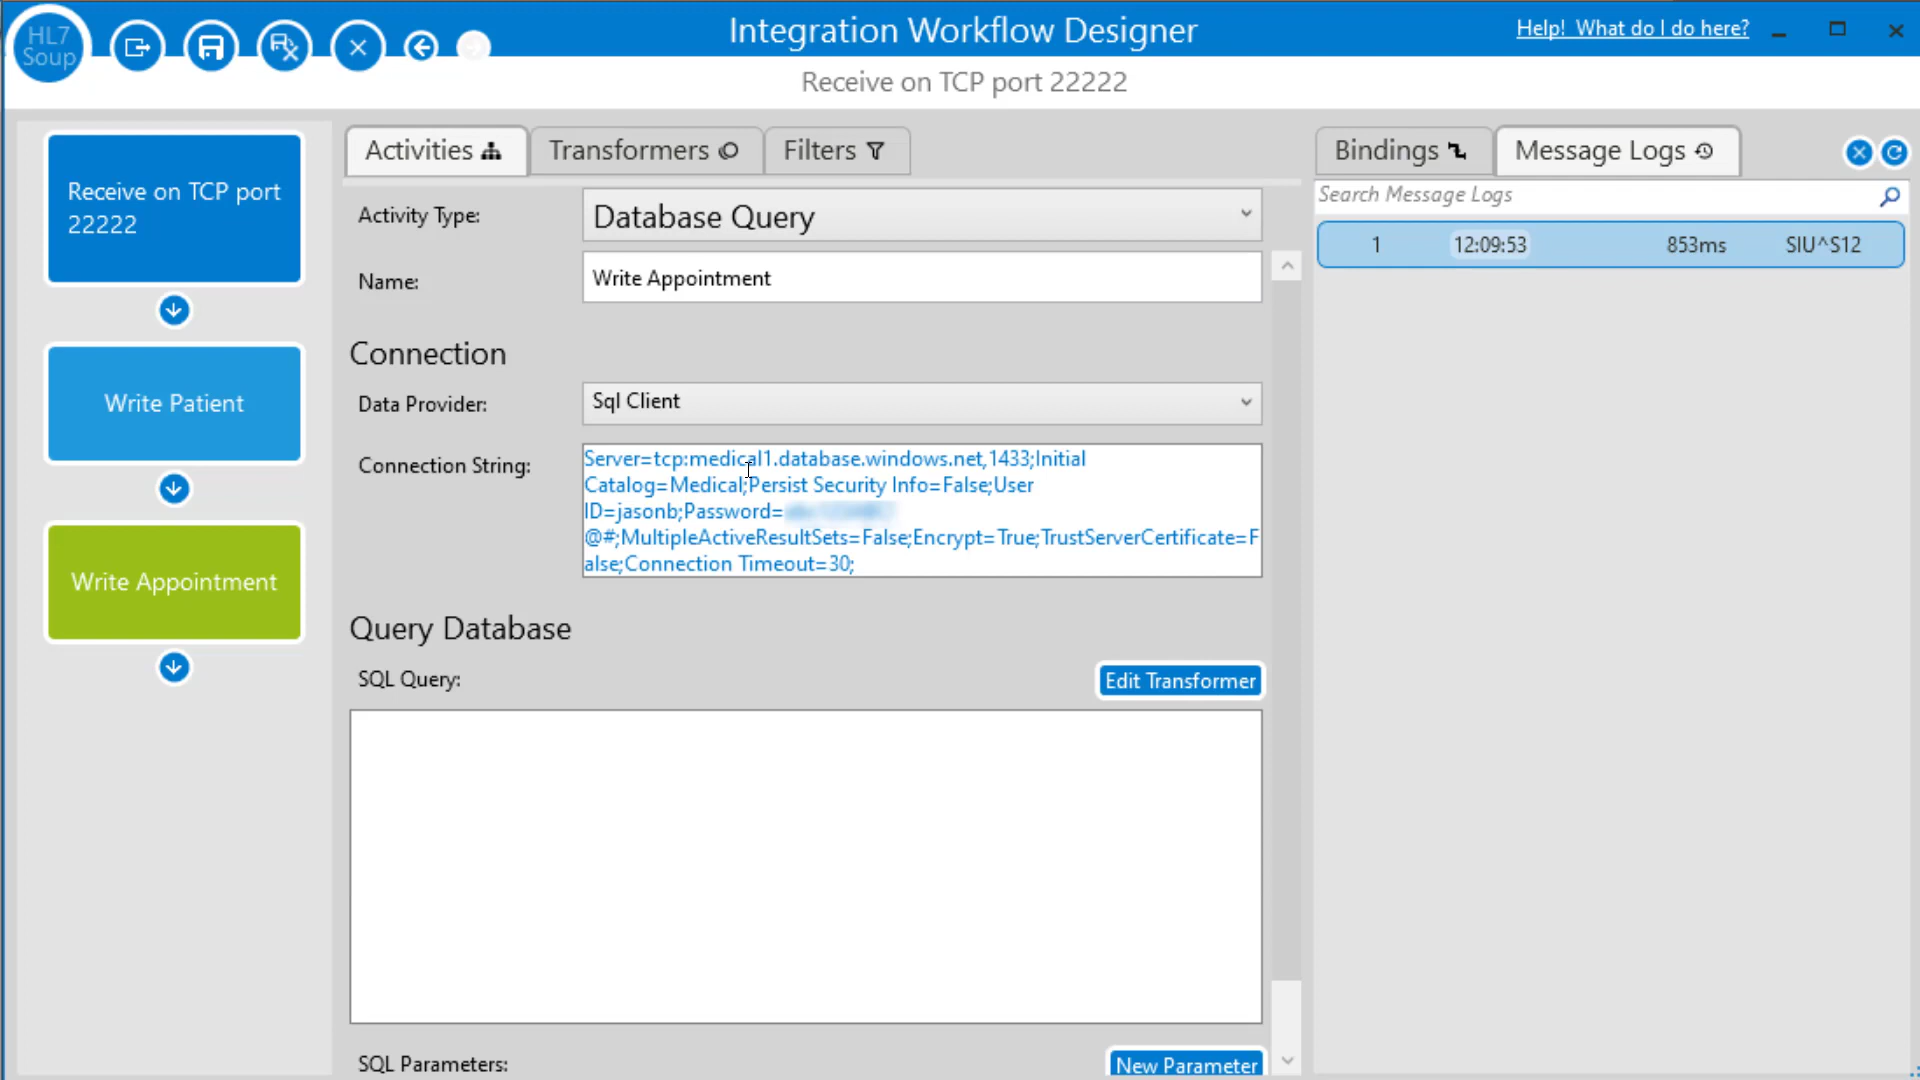 HL7
Soup
Integration Workflow Designer
Help! What do I do here?
Receive on TCP port 22222
Receive on TCP port
22222
Write Patient
Write Appointment
Activities
Transformers
Filters
Activity Type:
Database Query
Name:
Write Appointment
Connection
Data Provider:
Sql Client
Connection String:
Server=tcp:medical1.database.windows.net,1433;Initial
Catalog=Medical;Persist Security Info=False;User
ID=jasonb;Password=
@#;MultipleActiveResultSets=False;Encrypt=True;TrustServerCertificate=F
alse;Connection Timeout=30;
Query Database
SQL Query:
Edit Transformer
SQL Parameters:
New Parameter
Bindings
Message Logs
Search Message Logs
1 12:09:53 853ms SIU^S12